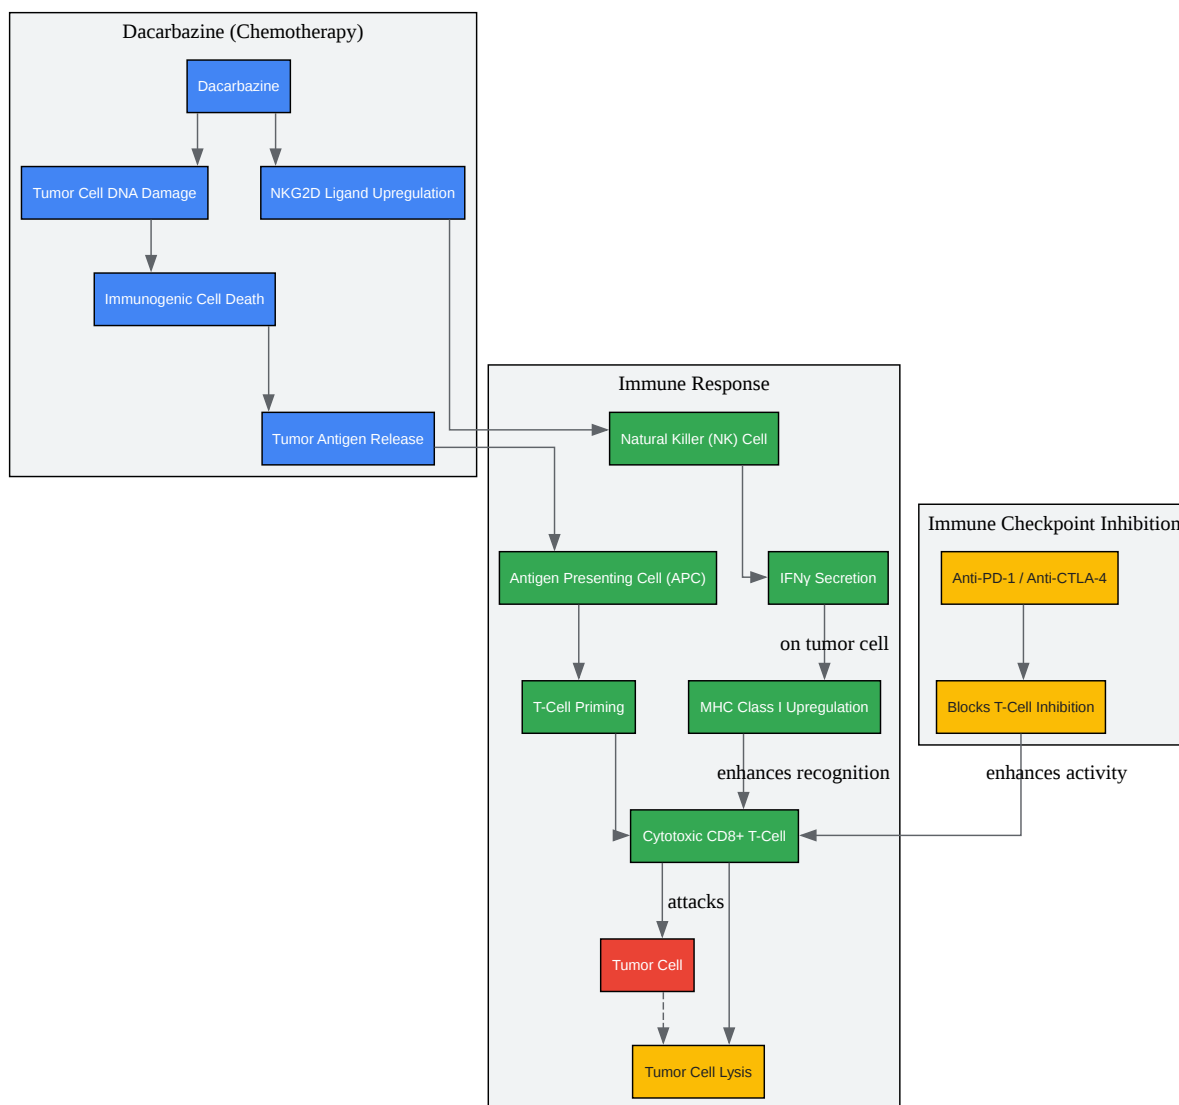 Dacarbazine (Chemotherapy)
Dacarbazine
Tumor Cell DNA Damage
NKG2D Ligand Upregulation
Immunogenic Cell Death
Tumor Antigen Release
Immune Response
Natural Killer (NK) Cell
Antigen Presenting Cell (APC)
IFNγ Secretion
on tumor cell
T-Cell Priming
MHC Class I Upregulation
enhances recognition
Cytotoxic CD8+ T-Cell
attacks
Tumor Cell
Tumor Cell Lysis
Immune Checkpoint Inhibition
Anti-PD-1 / Anti-CTLA-4
Blocks T-Cell Inhibition
enhances activity